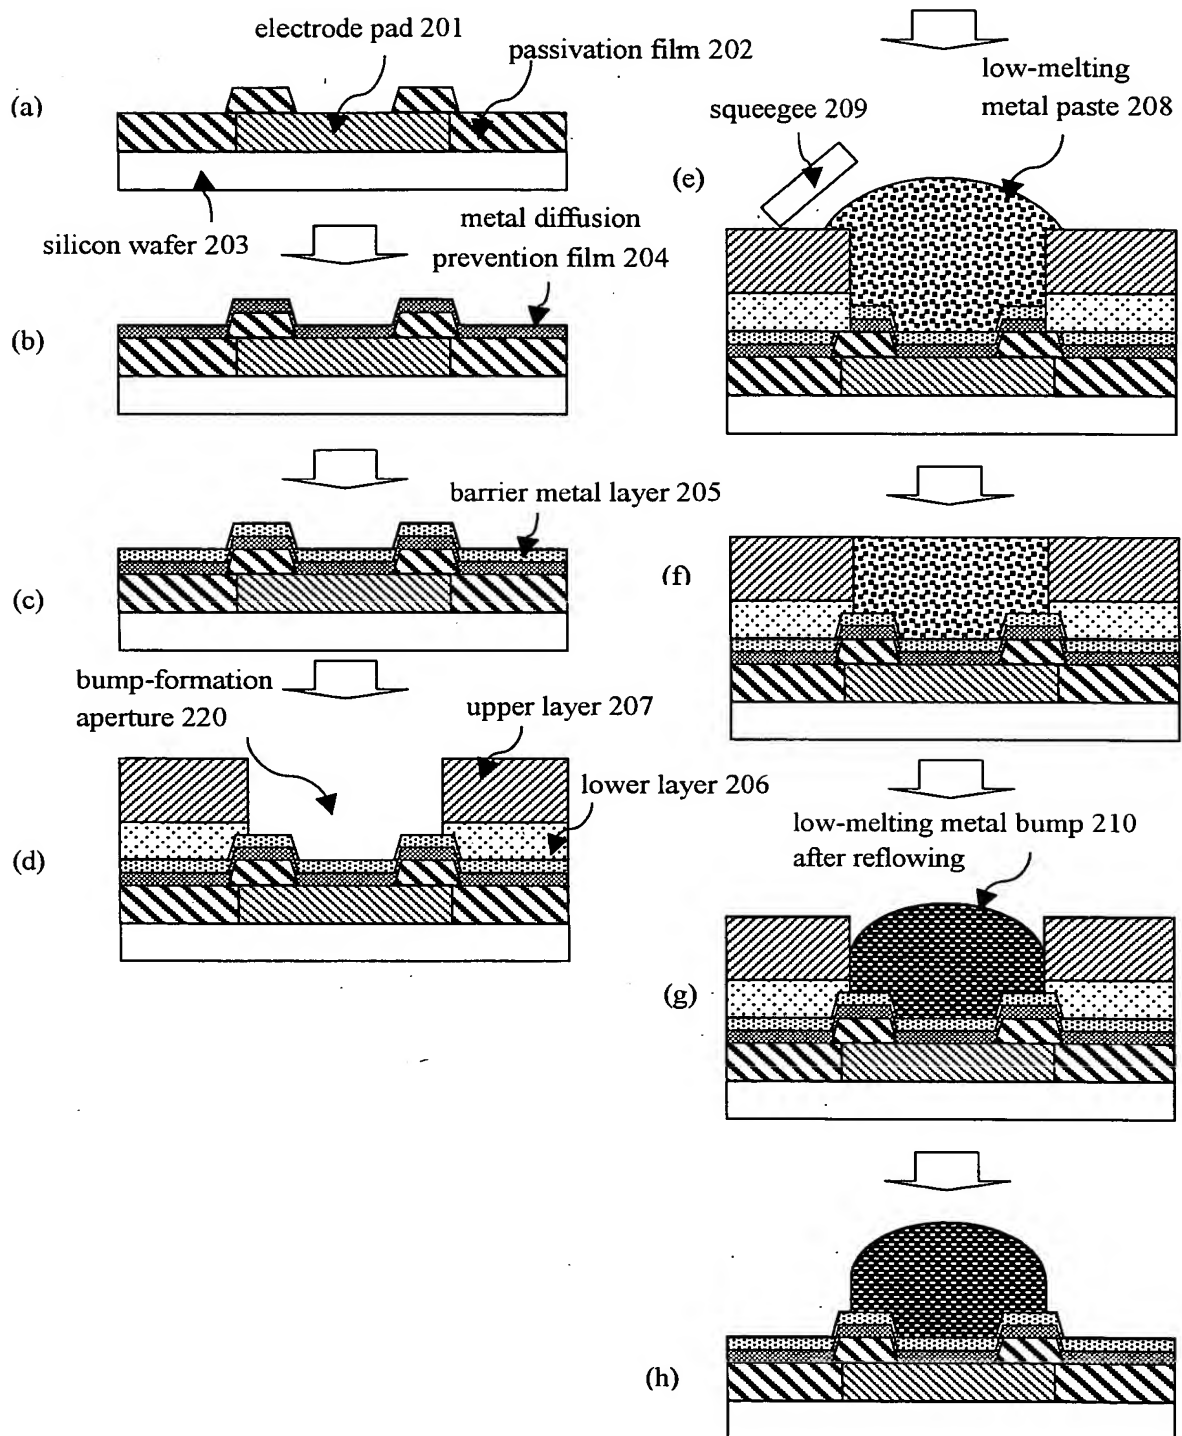 electrode pad 201
passivation film 202
(a)
silicon wafer 203
metal diffusion
prevention film 204
(b)
barrier metal layer 205
(c)
bump-formation
aperture 220
upper layer 207
lower layer 206
(d)
low-melting
metal paste 208
squeegee 209
(e)
(f)
low-melting metal bump 210
after reflowing
(g)
(h)